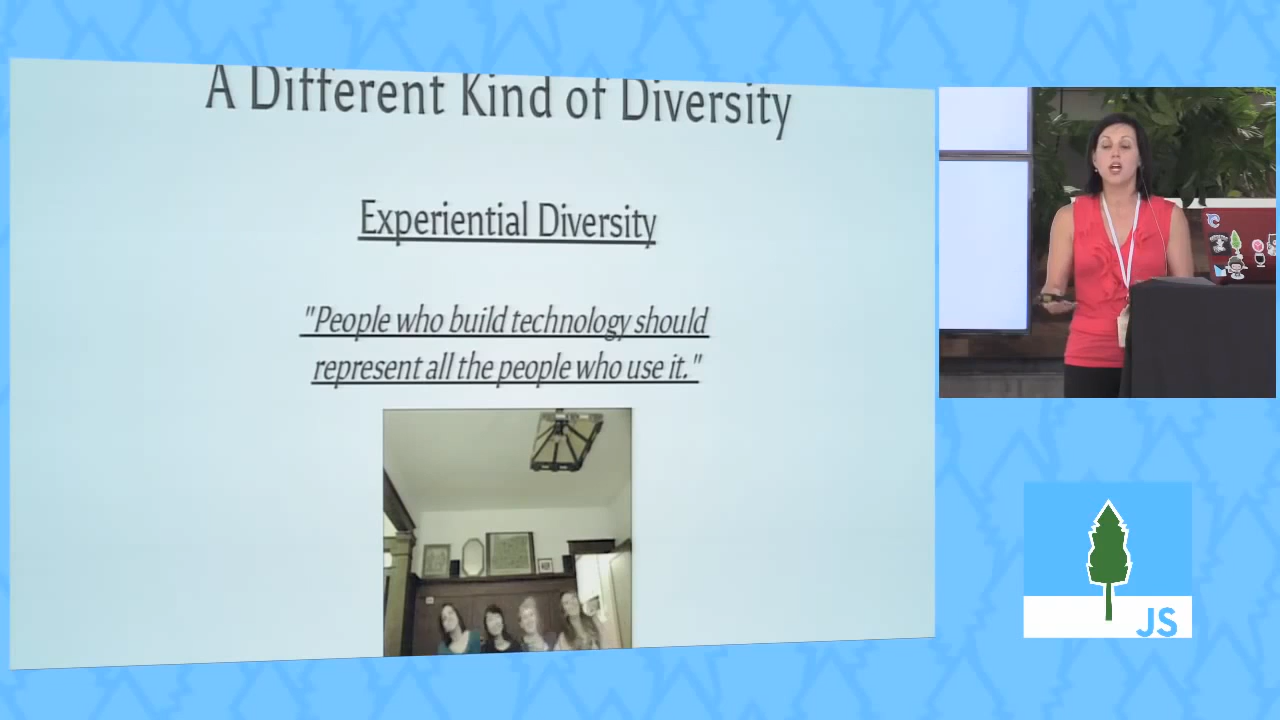 A Different Kind of Diversity
Experiential Diversity
"People who build technology should
represent all the people who use it."
JS